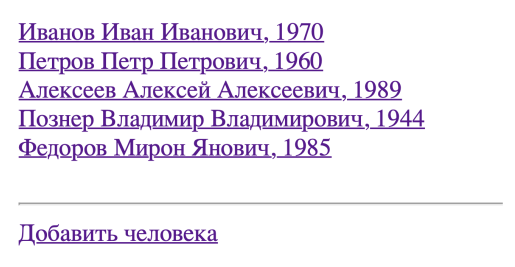 Иванов Иван Иванович, 1970
Петров Петр Петрович, 1960
Алексеев Алексей Алексеевич, 1989
Познер Владимир Владимирович, 1944
Федоров Мирон Янович, 1985
Добавить человека